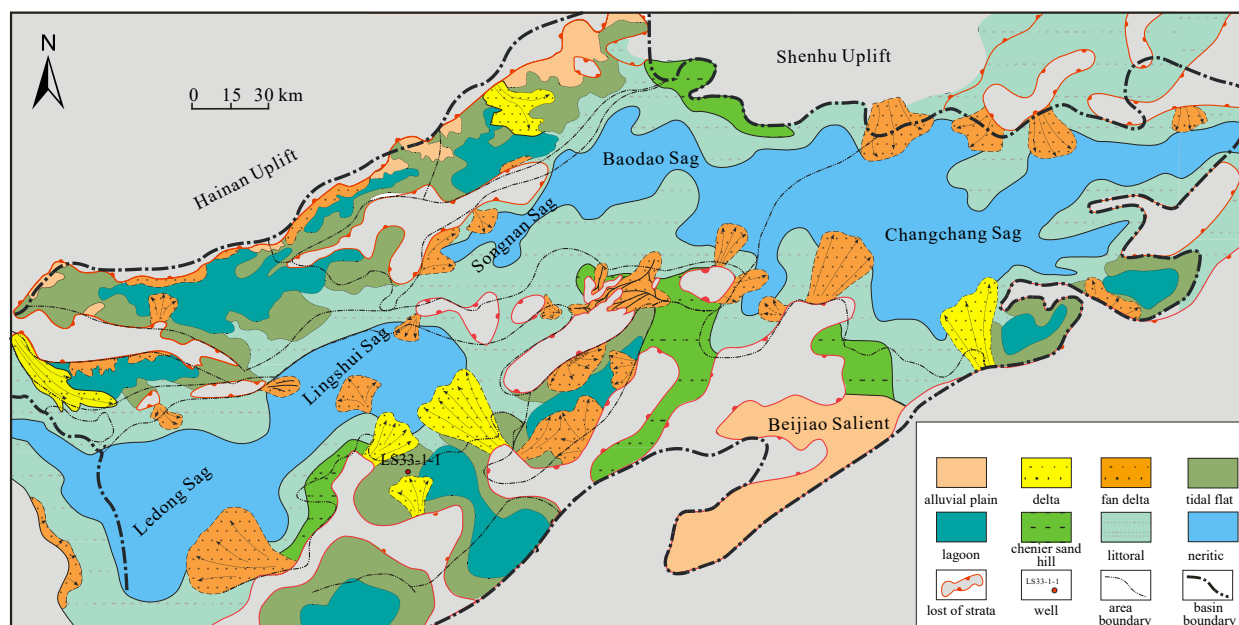 N
0 15 30 km
Shenhu Uplift
Hainan Uplift
Baodao Sag
Songnan Sag
Changchang Sag
Lingshui Sag
Beijiao Salient
LS33-1-1
Ledong Sag
alluvial plain
delta
fan delta
tidal flat
lagoon
chenier sand
hill
littoral
neritic
LS33-1-1
lost of strata
well
area
boundary
basin
boundary